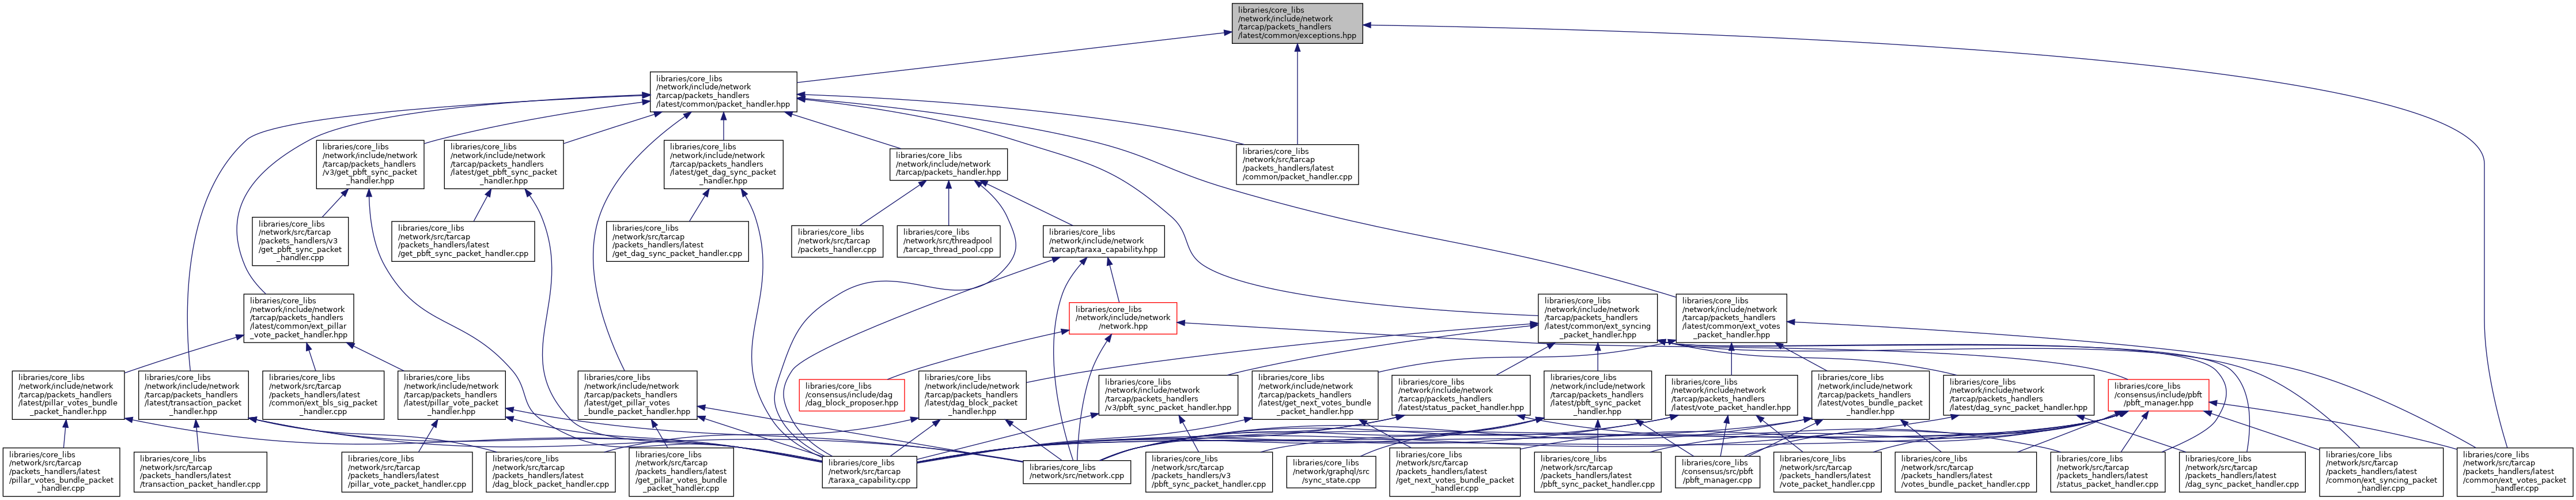 libraries/core_libs
/network/include/network
/tarcap/packets_handlers
/latest/common/exceptions.hpp
libraries/core_libs
/network/include/network
/tarcap/packets_handlers
/latest/common/packet_handler.hpp
libraries/core_libs
/network/include/network
/tarcap/packets_handlers
/v3/get_pbft_sync_packet
_handler.hpp
libraries/core_libs
/network/include/network
/tarcap/packets_handlers
/latest/get_pbft_sync_packet
_handler.hpp
libraries/core_libs
/network/include/network
/tarcap/packets_handlers
/latest/get_dag_sync_packet
_handler.hpp
libraries/core_libs
/network/include/network
/tarcap/packets_handler.hpp
libraries/core_libs
/network/src/tarcap
/packets_handlers/latest
/common/packet_handler.cpp
libraries/core_libs
/network/src/tarcap
/packets_handlers/v3
/get_pbft_sync_packet
_handler.cpp
libraries/core_libs
/network/src/tarcap
/packets_handlers/latest
/get_pbft_sync_packet_handler.cpp
libraries/core_libs
/network/src/tarcap
/packets_handlers/latest
/get_dag_sync_packet_handler.cpp
libraries/core_libs
/network/src/tarcap
/packets_handler.cpp
libraries/core_libs
/network/src/threadpool
/tarcap_thread_pool.cpp
libraries/core_libs
/network/include/network
/tarcap/taraxa_capability.hpp
libraries/core_libs
/network/include/network
/tarcap/packets_handlers
/latest/common/ext_pillar
_vote_packet_handler.hpp
libraries/core_libs
/network/include/network
/network.hpp
libraries/core_libs
/network/include/network
/tarcap/packets_handlers
/latest/common/ext_syncing
_packet_handler.hpp
libraries/core_libs
/network/include/network
/tarcap/packets_handlers
/latest/common/ext_votes
_packet_handler.hpp
libraries/core_libs
/network/include/network
/tarcap/packets_handlers
/latest/pillar_votes_bundle
_packet_handler.hpp
libraries/core_libs
/network/include/network
/tarcap/packets_handlers
/latest/transaction_packet
_handler.hpp
libraries/core_libs
/network/src/tarcap
/packets_handlers/latest
/common/ext_bls_sig_packet
_handler.cpp
libraries/core_libs
/network/include/network
/tarcap/packets_handlers
/latest/pillar_vote_packet
_handler.hpp
libraries/core_libs
/network/include/network
/tarcap/packets_handlers
/latest/get_pillar_votes
_bundle_packet_handler.hpp
libraries/core_libs
/consensus/include/dag
/dag_block_proposer.hpp
libraries/core_libs
/network/include/network
/tarcap/packets_handlers
/latest/dag_block_packet
_handler.hpp
libraries/core_libs
/network/include/network
/tarcap/packets_handlers
/v3/pbft_sync_packet_handler.hpp
libraries/core_libs
/network/include/network
/tarcap/packets_handlers
/latest/get_next_votes_bundle
_packet_handler.hpp
libraries/core_libs
/network/include/network
/tarcap/packets_handlers
/latest/status_packet_handler.hpp
libraries/core_libs
/network/include/network
/tarcap/packets_handlers
/latest/pbft_sync_packet
_handler.hpp
libraries/core_libs
/network/include/network
/tarcap/packets_handlers
/latest/vote_packet_handler.hpp
libraries/core_libs
/network/include/network
/tarcap/packets_handlers
/latest/votes_bundle_packet
_handler.hpp
libraries/core_libs
/network/include/network
/tarcap/packets_handlers
/latest/dag_sync_packet_handler.hpp
libraries/core_libs
/consensus/include/pbft
/pbft_manager.hpp
libraries/core_libs
/network/src/tarcap
/packets_handlers/latest
/pillar_votes_bundle_packet
_handler.cpp
libraries/core_libs
/network/src/tarcap
/packets_handlers/latest
/transaction_packet_handler.cpp
libraries/core_libs
/network/src/tarcap
/packets_handlers/latest
/pillar_vote_packet_handler.cpp
libraries/core_libs
/network/src/tarcap
/packets_handlers/latest
/dag_block_packet_handler.cpp
libraries/core_libs
/network/src/tarcap
/packets_handlers/latest
/get_pillar_votes_bundle
_packet_handler.cpp
libraries/core_libs
/network/src/tarcap
/taraxa_capability.cpp
libraries/core_libs
/network/src/network.cpp
libraries/core_libs
/network/src/tarcap
/packets_handlers/v3
/pbft_sync_packet_handler.cpp
libraries/core_libs
/network/graphql/src
/sync_state.cpp
libraries/core_libs
/network/src/tarcap
/packets_handlers/latest
/get_next_votes_bundle_packet
_handler.cpp
libraries/core_libs
/network/src/tarcap
/packets_handlers/latest
/pbft_sync_packet_handler.cpp
libraries/core_libs
/consensus/src/pbft
/pbft_manager.cpp
libraries/core_libs
/network/src/tarcap
/packets_handlers/latest
/vote_packet_handler.cpp
libraries/core_libs
/network/src/tarcap
/packets_handlers/latest
/votes_bundle_packet_handler.cpp
libraries/core_libs
/network/src/tarcap
/packets_handlers/latest
/status_packet_handler.cpp
libraries/core_libs
/network/src/tarcap
/packets_handlers/latest
/dag_sync_packet_handler.cpp
libraries/core_libs
/network/src/tarcap
/packets_handlers/latest
/common/ext_syncing_packet
_handler.cpp
libraries/core_libs
/network/src/tarcap
/packets_handlers/latest
/common/ext_votes_packet
_handler.cpp